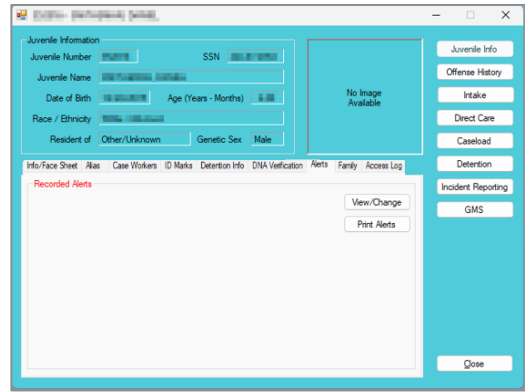 Juvenile Information
Juvenile Number
SSN
Juvenile Name
Date of Birth
Age (Years - Months)
Race / Ethnicity
Resident of Other/Unknown Genetic Sex Male
No Image
Available
Juvenile Info
Offense History
Intake
Direct Care
Caseload
Detention
Incident Reporting
GMS
Info/Face Sheet Alias Case Workers ID Marks Detention Info DNA Verification Alerts Family Access Log
Recorded Alerts
View/Change
Print Alerts
Close